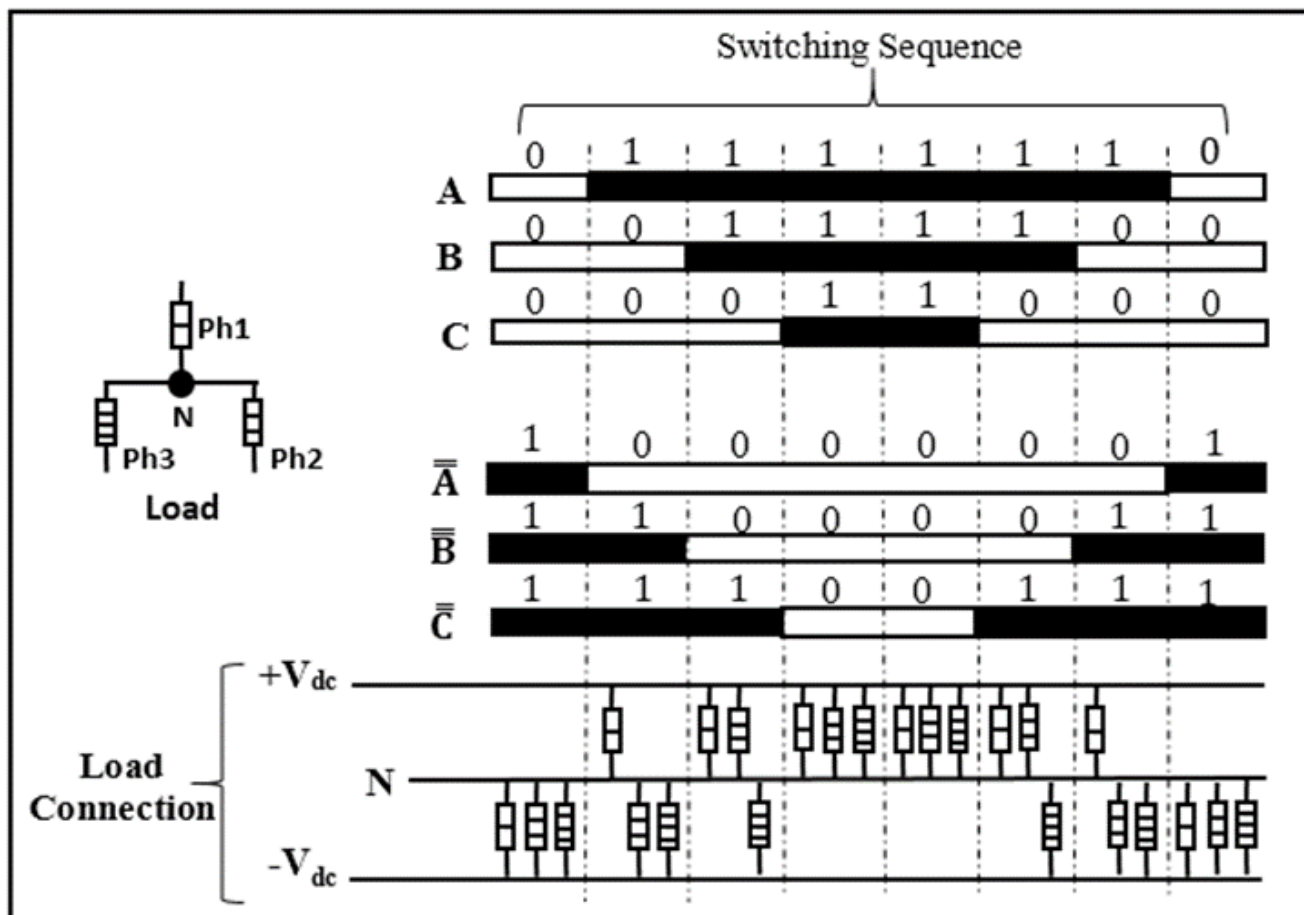 Switching Sequence
0 1 1 1 1 1 1 0
A
0 0 1 1 1 1 0 0
B
0 0 0 1 1 0 0 0
C
Ph1
N
Ph3 Ph2
Load
1 0 0 0 0 0 0 1
A̿
1 1 0 0 0 0 1 1
B̿
1 1 1 0 0 1 1 1
C̿
+Vdc
Load
Connection
N
-Vdc